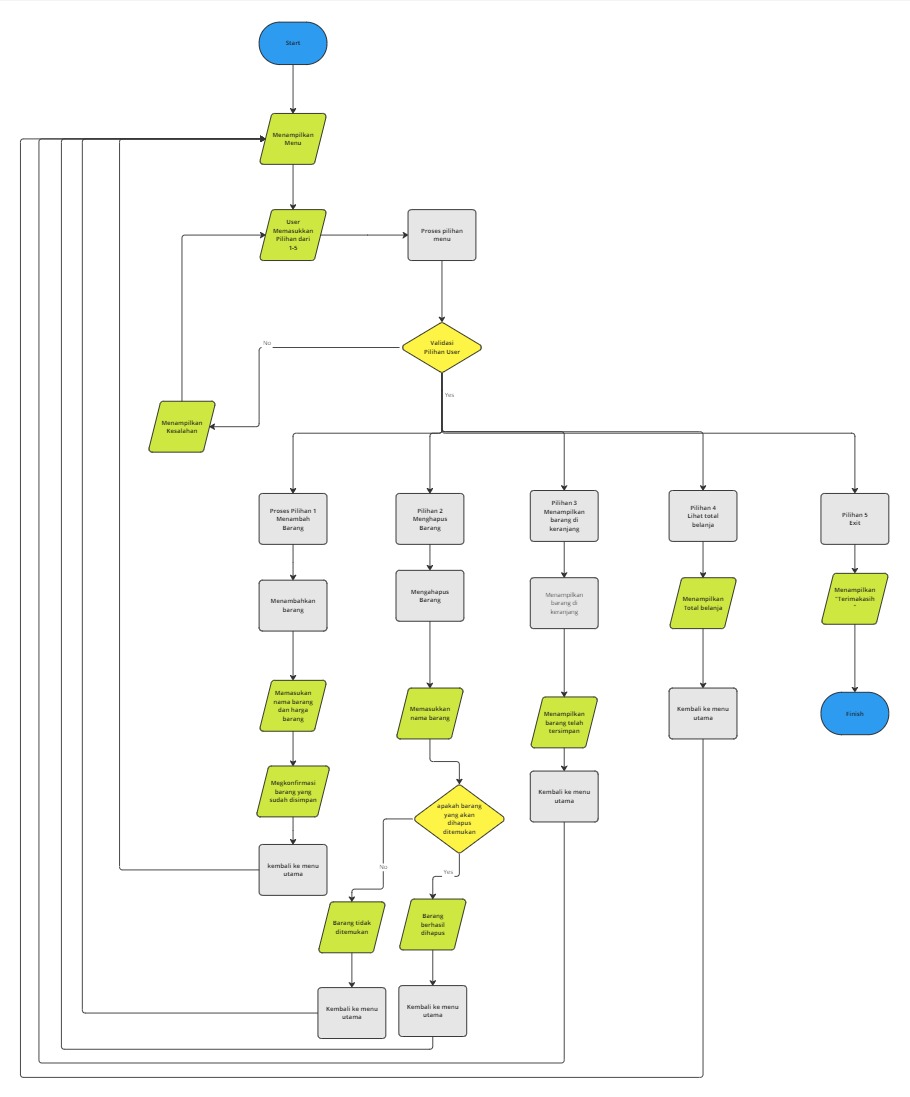 Start
Menampilkan
Menu
User
Memasukkan
Pilihan dari
1-5
Proses pilihan
menu
Validasi
Pilihan User
No
Yes
Menampilkan
Kesalahan
Proses Pilihan 1
Menambah
Barang
Pilihan 2
Menghapus
Barang
Pilihan 3
Menampilkan
barang di
keranjang
Pilihan 4
Lihat total
belanja
Pilihan 5
Exit
Menambahkan
barang
Mengahapus
Barang
Menampilkan
barang di
keranjang
Menampilkan
Total belanja
Menampilkan
"Terimakasih
"
Mamasukan
nama barang
dan harga
barang
Memasukkan
nama barang
Menampilkan
barang telah
tersimpan
Kembali ke menu
utama
Finish
Megkonfirmasi
barang yang
sudah disimpan
apakah barang
yang akan
dihapus
ditemukan
Kembali ke menu
utama
kembali ke menu
utama
No
Yes
Barang tidak
ditemukan
Barang
berhasil
dihapus
Kembali ke menu
utama
Kembali ke menu
utama